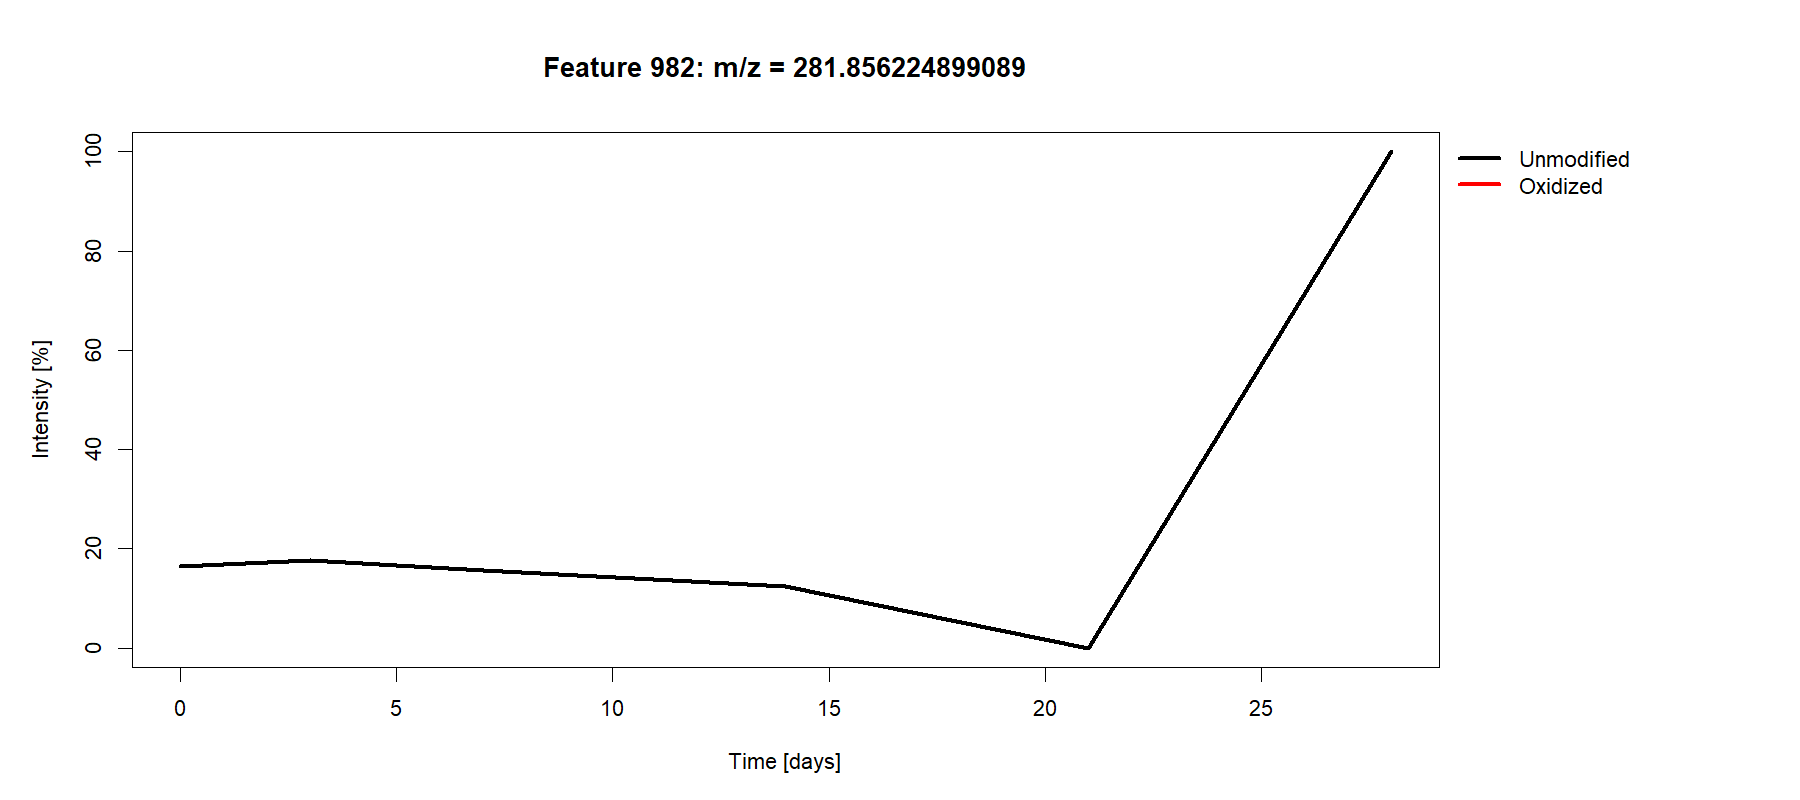 Feature 982: m/z = 281.856224899089
Unmodified
Oxidized
Intensity [%]
100
80
60
40
20
0
0 5 10 15 20 25
Time [days]